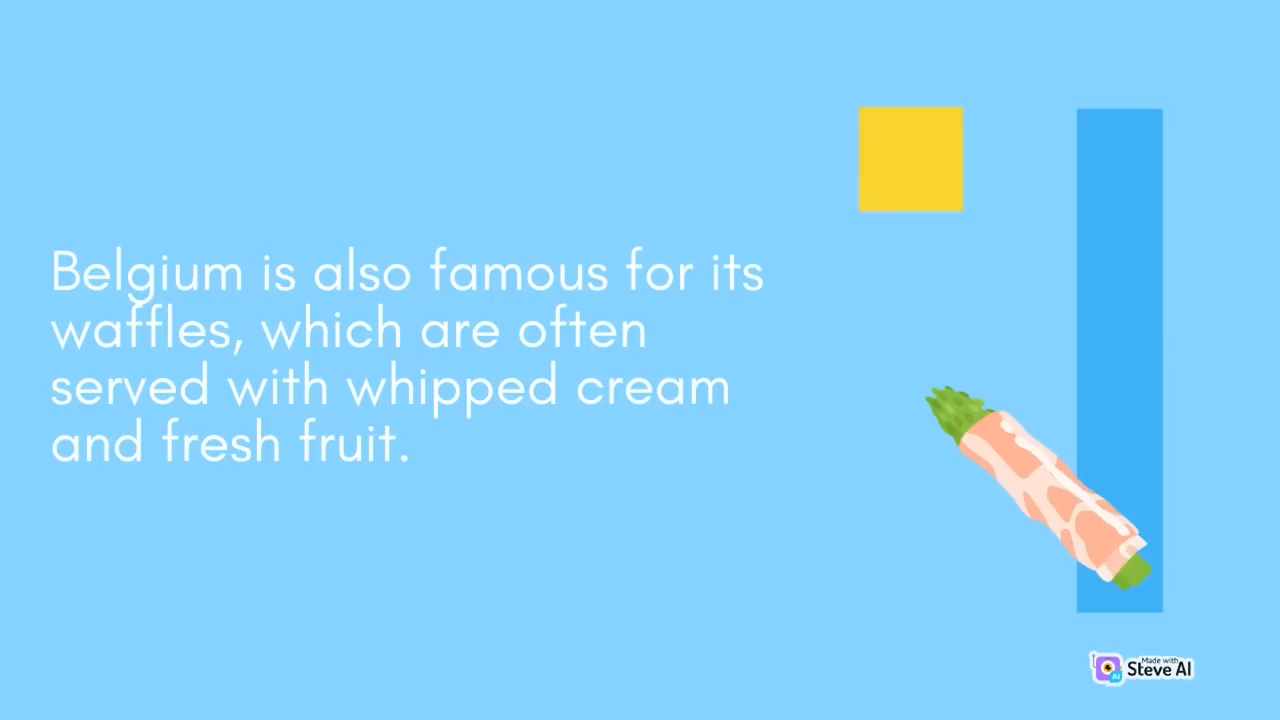 Belgium is also famous for its
waffles, which are often
served with whipped cream
and fresh fruit.
Made with
Steve AI
AI